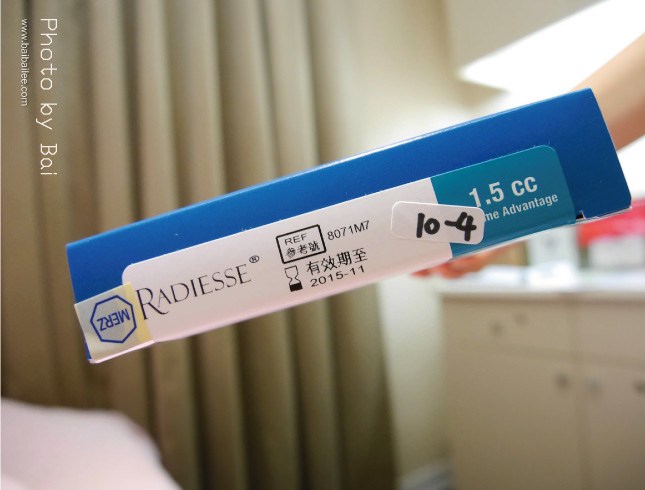 Photo by Bai
www.baibailee.com
1.5 cc
me Advantage
10-4
REF 8071M7
參考號
有效期至
2015-11
RADIESSE®
MERZ